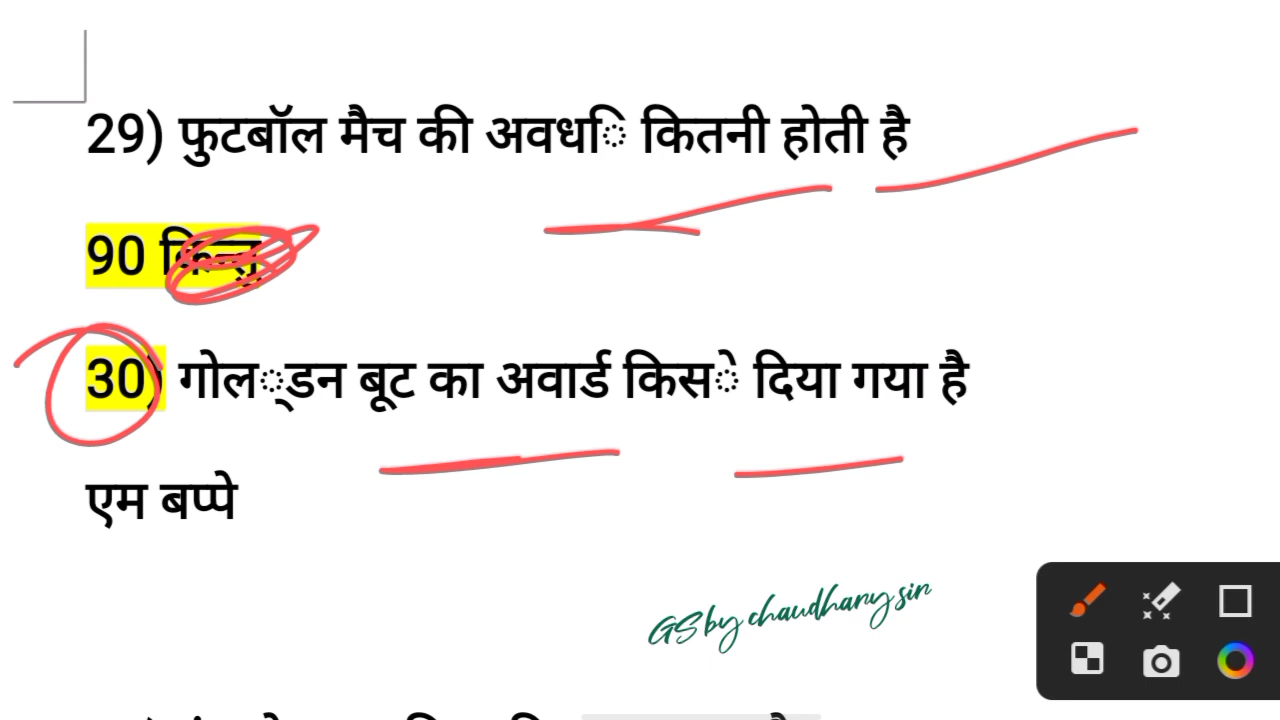 29) फुटबॉल मैच की अवधि कितनी होती है
90 किन्तु
30) गोल्डन बूट का अवार्ड किसे दिया गया है
एम बप्पे
GS by chaudhary sir